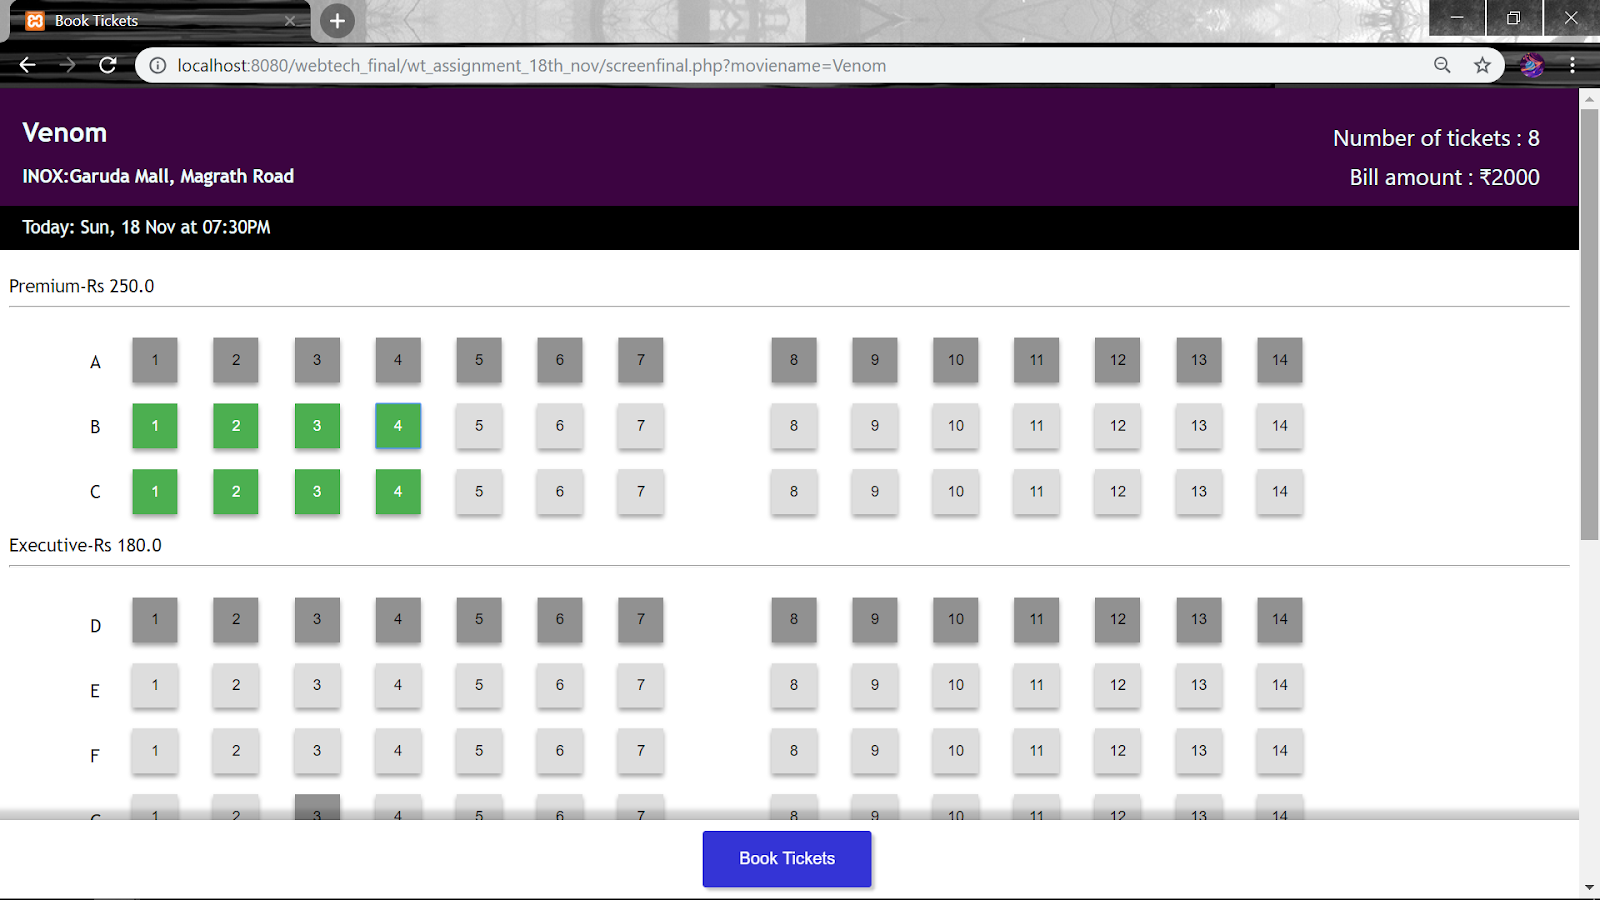 Book Tickets
localhost:8080/webtech_final/wt_assignment_18th_nov/screenfinal.php?moviename=Venom
Venom
Number of tickets : 8
INOX:Garuda Mall, Magrath Road
Bill amount : ₹2000
Today: Sun, 18 Nov at 07:30PM
Premium-Rs 250.0
A 1 2 3 4 5 6 7 8 9 10 11 12 13 14
B 1 2 3 4 5 6 7 8 9 10 11 12 13 14
C 1 2 3 4 5 6 7 8 9 10 11 12 13 14
Executive-Rs 180.0
D 1 2 3 4 5 6 7 8 9 10 11 12 13 14
E 1 2 3 4 5 6 7 8 9 10 11 12 13 14
F 1 2 3 4 5 6 7 8 9 10 11 12 13 14
1 2 3 4 5 6 7 8 9 10 11 12 13 14
Book Tickets